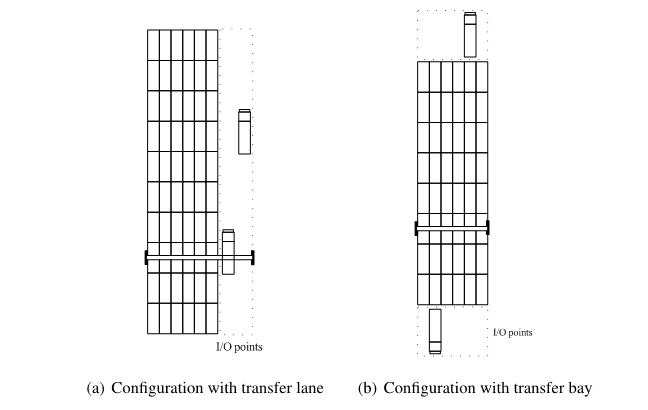 I/O points
I/O points
(a) Configuration with transfer lane
(b) Configuration with transfer bay